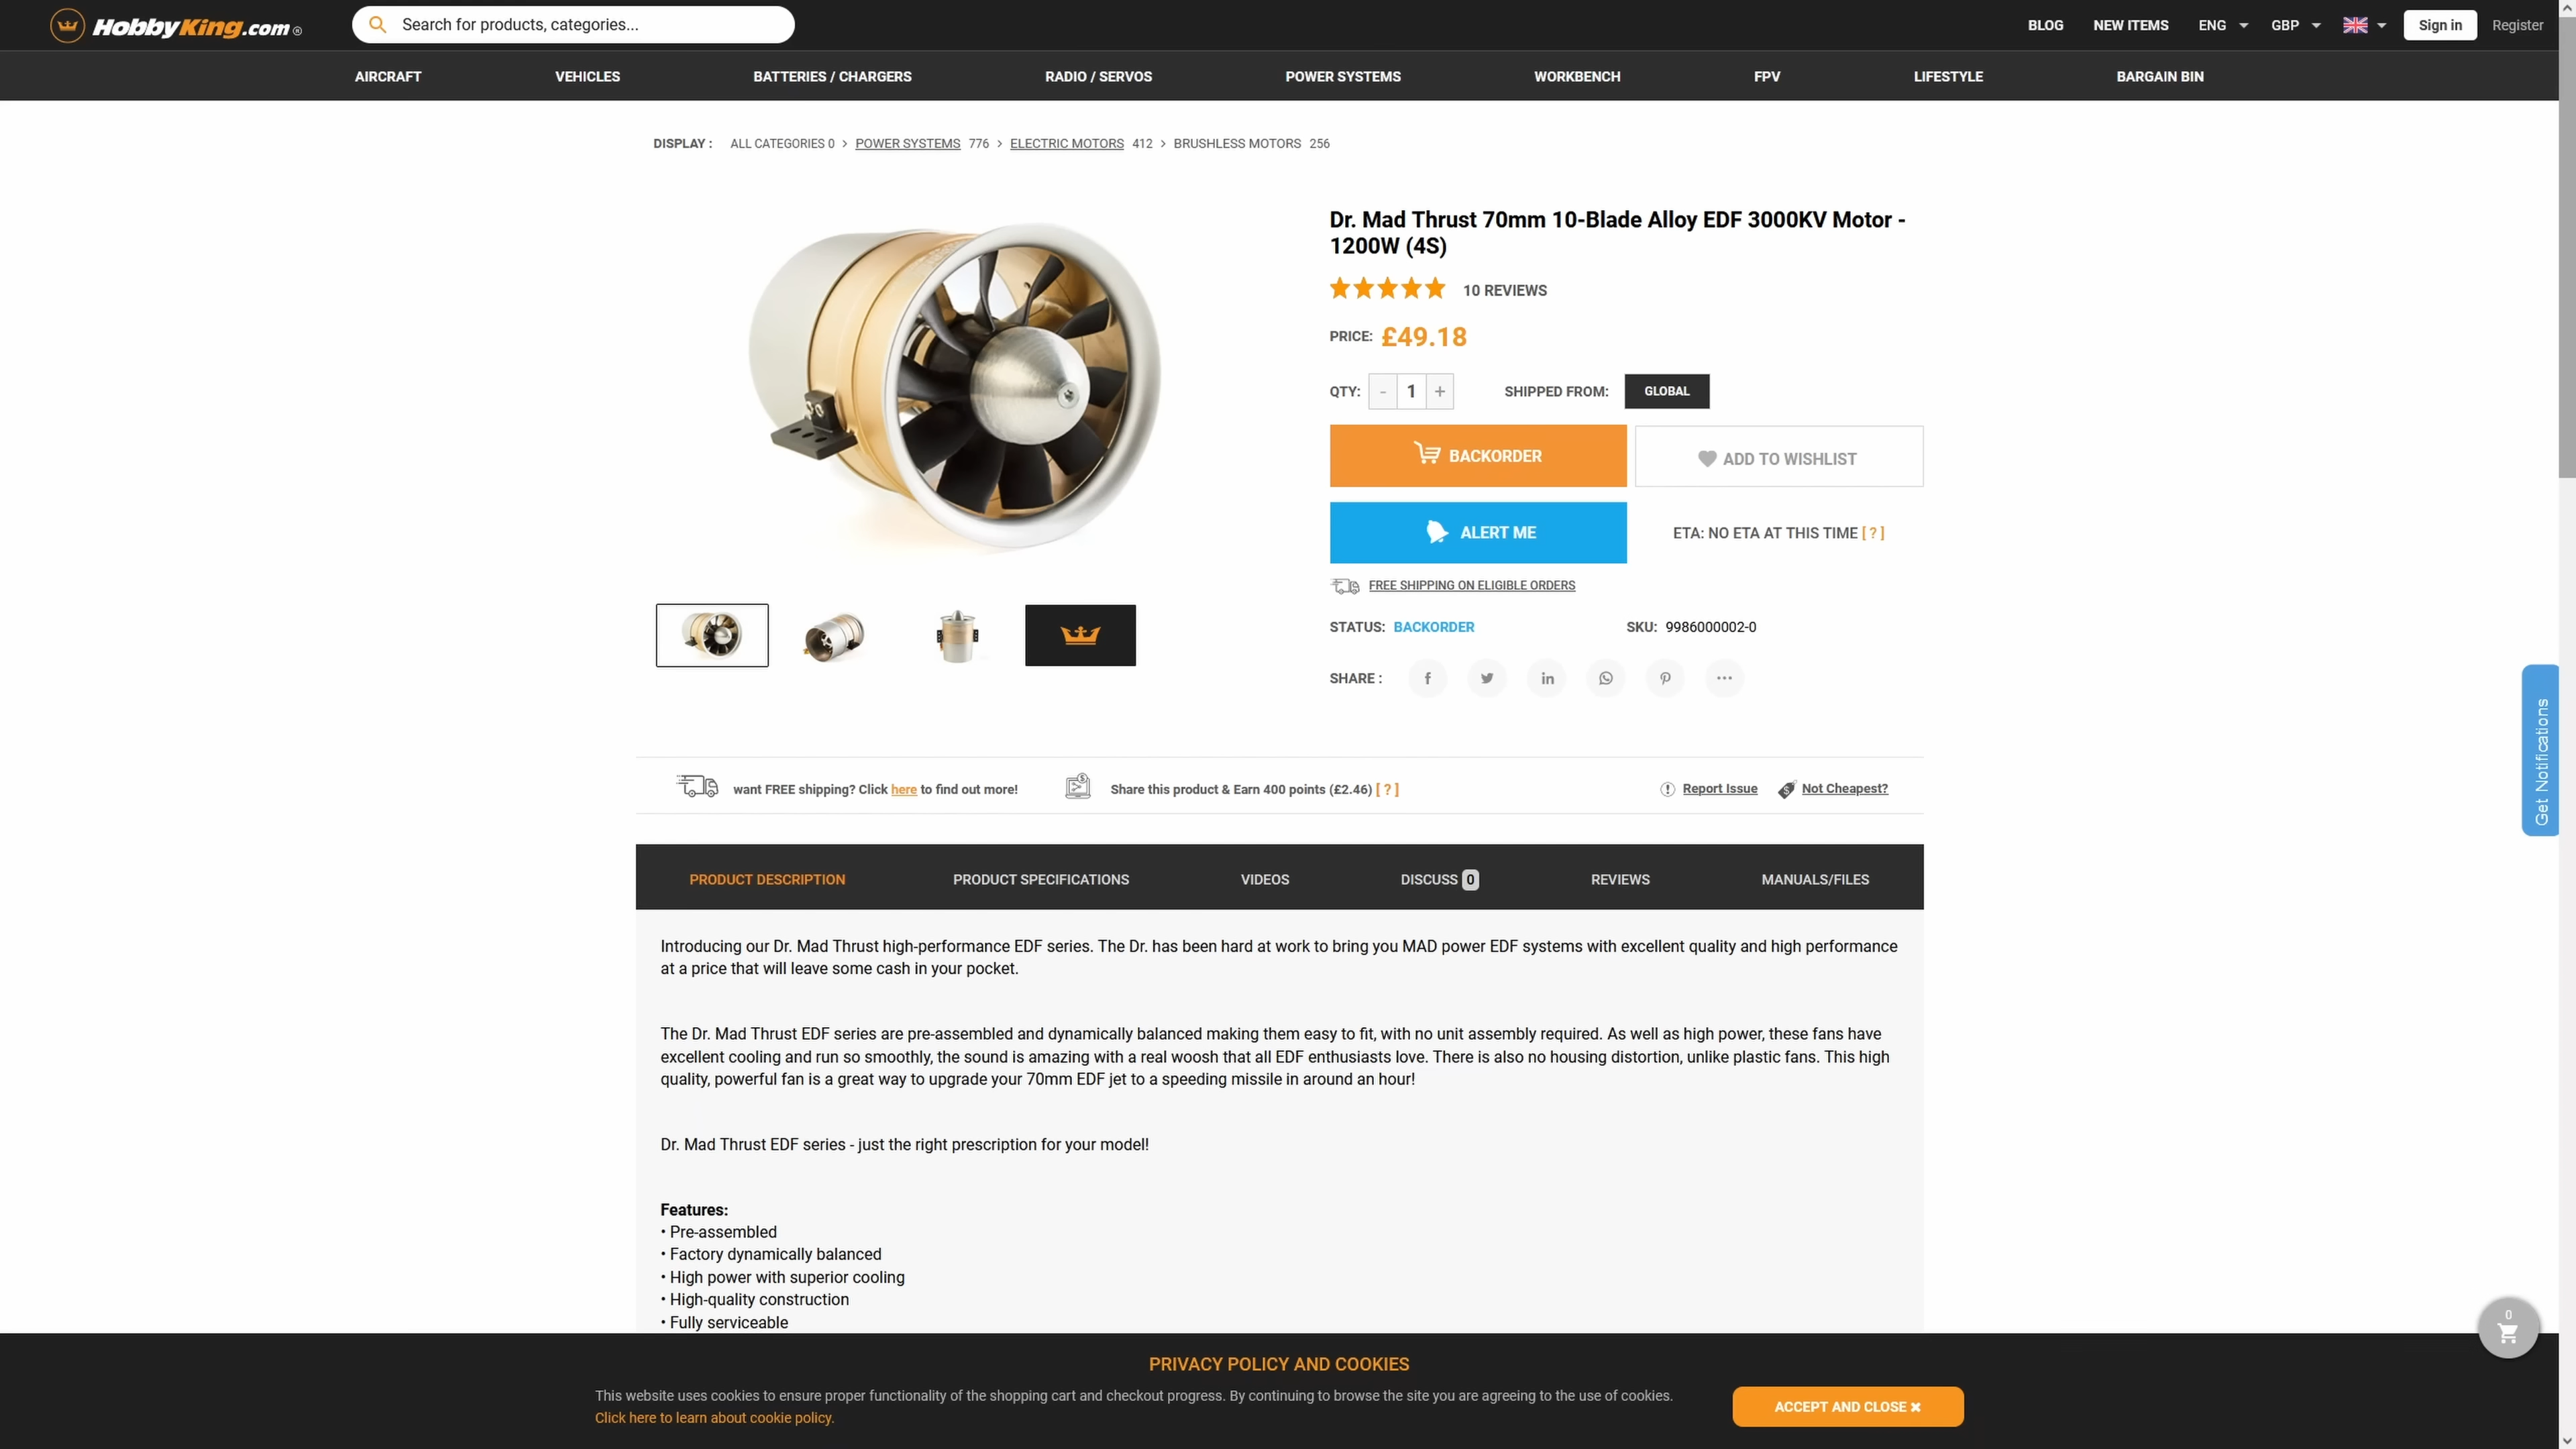 HobbyKing.com®
Search for products, categories...
BLOG NEW ITEMS ENG GBP Sign in Register
AIRCRAFT VEHICLES BATTERIES / CHARGERS RADIO / SERVOS POWER SYSTEMS WORKBENCH FPV LIFESTYLE BARGAIN BIN
DISPLAY : ALL CATEGORIES 0 > POWER SYSTEMS 776 > ELECTRIC MOTORS 412 > BRUSHLESS MOTORS 256
Dr. Mad Thrust 70mm 10-Blade Alloy EDF 3000KV Motor -
1200W (4S)
10 REVIEWS
PRICE: £49.18
QTY: - 1 + SHIPPED FROM: GLOBAL
BACKORDER ADD TO WISHLIST
ALERT ME ETA: NO ETA AT THIS TIME [ ? ]
FREE SHIPPING ON ELIGIBLE ORDERS
STATUS: BACKORDER SKU: 9986000002-0
SHARE :
want FREE shipping? Click here to find out more! Share this product & Earn 400 points (£2.46) [ ? ] Report Issue Not Cheapest?
Get Notifications
PRODUCT DESCRIPTION PRODUCT SPECIFICATIONS VIDEOS DISCUSS 0 REVIEWS MANUALS/FILES
Introducing our Dr. Mad Thrust high-performance EDF series. The Dr. has been hard at work to bring you MAD power EDF systems with excellent quality and high performance
at a price that will leave some cash in your pocket.
The Dr. Mad Thrust EDF series are pre-assembled and dynamically balanced making them easy to fit, with no unit assembly required. As well as high power, these fans have
excellent cooling and run so smoothly, the sound is amazing with a real woosh that all EDF enthusiasts love. There is also no housing distortion, unlike plastic fans. This high
quality, powerful fan is a great way to upgrade your 70mm EDF jet to a speeding missile in around an hour!
Dr. Mad Thrust EDF series - just the right prescription for your model!
Features:
• Pre-assembled
• Factory dynamically balanced
• High power with superior cooling
• High-quality construction
• Fully serviceable
0
PRIVACY POLICY AND COOKIES
This website uses cookies to ensure proper functionality of the shopping cart and checkout progress. By continuing to browse the site you are agreeing to the use of cookies.
Click here to learn about cookie policy.
ACCEPT AND CLOSE ✖